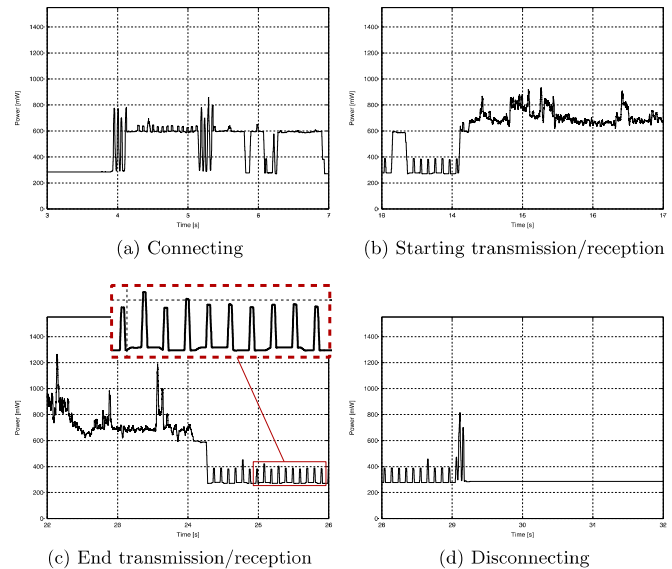 1400
1200
1000
800
600
400
200
0
Power [mW]
3 4 5 6 7
Time [s]
(a) Connecting
1400
1200
1000
800
600
400
200
0
Power [mW]
13 14 15 16 17
Time [s]
(b) Starting transmission/reception
1400
1200
1000
800
600
400
200
0
Power [mW]
22 23 24 25 26
Time [s]
(c) End transmission/reception
1400
1200
1000
800
600
400
200
0
Power [mW]
28 29 30 31 32
Time [s]
(d) Disconnecting